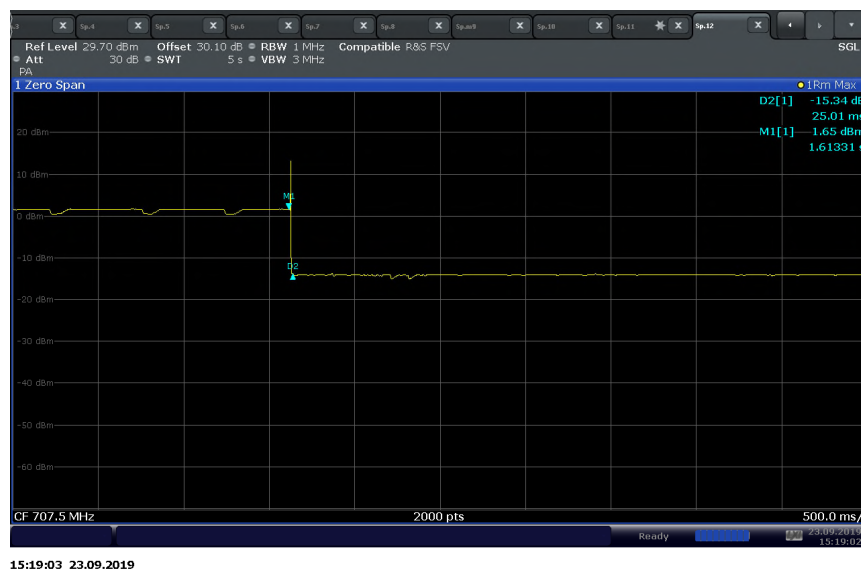 .3 Sp.4 Sp.5 Sp.6 Sp.7 Sp.8 Sp.m9 Sp.10 Sp.11 Sp.12
Ref Level 29.70 dBm Offset 30.10 dB RBW 1 MHz Compatible R&S FSV SGL
Att 30 dB SWT 5 s VBW 3 MHz
PA
1 Zero Span 1Rm Max
D2[1] -15.34 dB
25.01 ms
20 dBm M1[1] 1.65 dBm
1.61331 s
10 dBm
M1
0 dBm
-10 dBm
D2
-20 dBm
-30 dBm
-40 dBm
-50 dBm
-60 dBm
CF 707.5 MHz 2000 pts 500.0 ms/
Ready 23.09.2019
15:19:02
15:19:03 23.09.2019